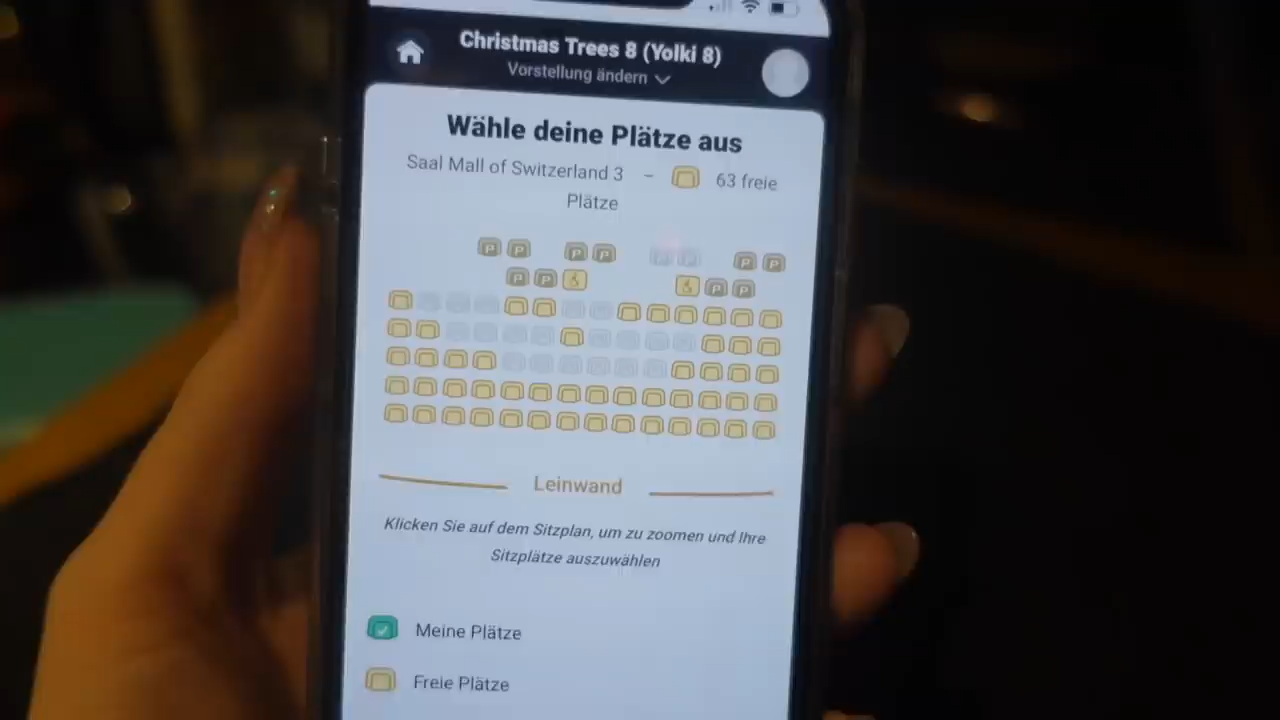 Christmas Trees 8 (Yolki 8)
Vorstellung ändern
Wähle deine Plätze aus
Saal Mall of Switzerland 3 – 63 freie
Plätze
P P P P P P P P
P P P P
Leinwand
Klicken Sie auf dem Sitzplan, um zu zoomen und Ihre
Sitzplätze auszuwählen
Meine Plätze
Freie Plätze